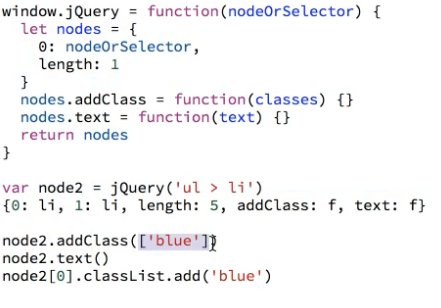 window.jQuery = function(nodeOrSelector) {
  let nodes = {
    0: nodeOrSelector,
    length: 1
  }
  nodes.addClass = function(classes) {}
  nodes.text = function(text) {}
  return nodes
}
var node2 = jQuery('ul > li')
{0: li, 1: li, length: 5, addClass: f, text: f}
node2.addClass(['blue'])
node2.text()
node2[0].classList.add('blue')